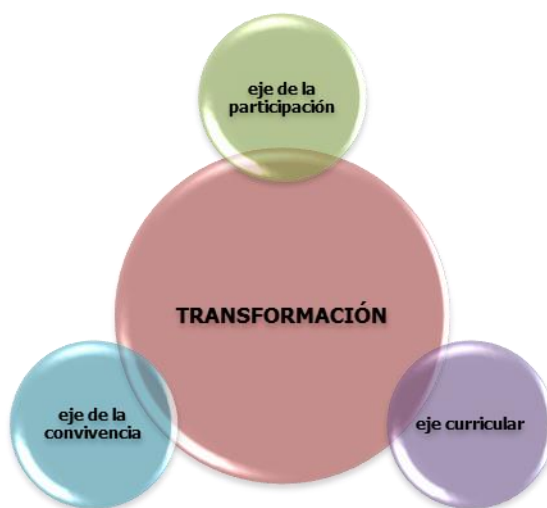 eje de la
participación
TRANSFORMACIÓN
eje de la
convivencia
eje curricular